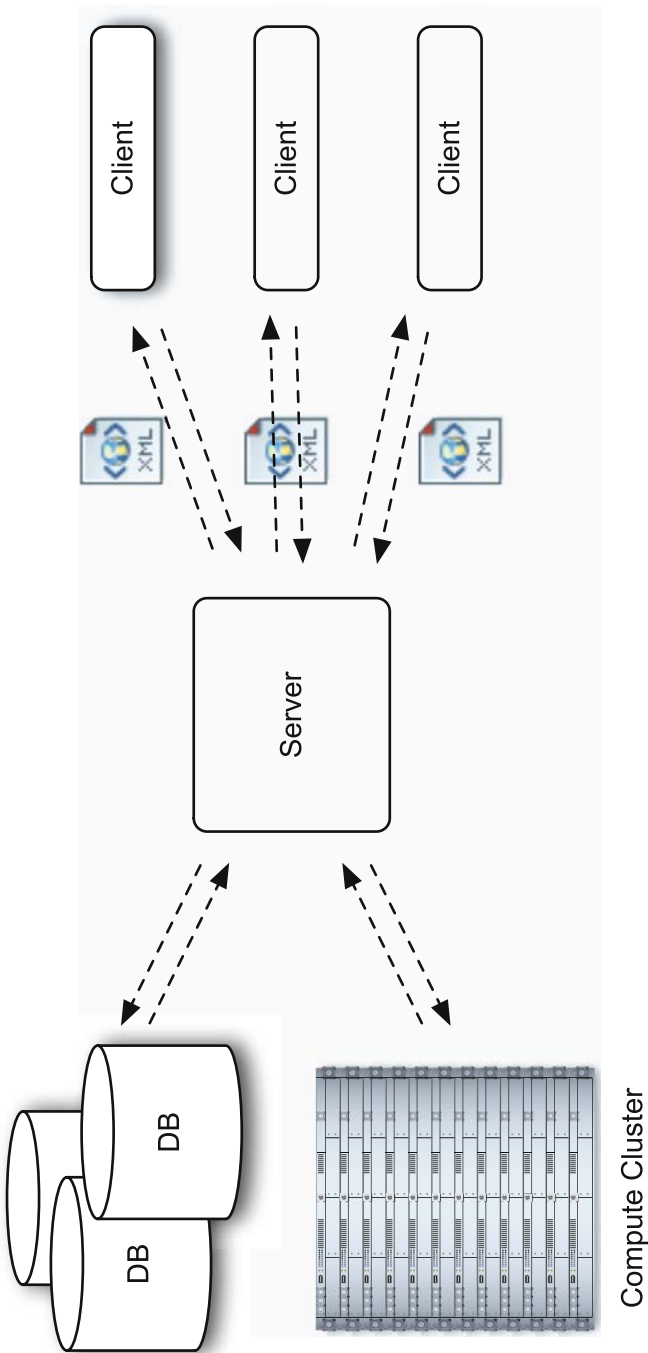 Client
Client
Client
XML
XML
XML
Server
DB
DB
Compute Cluster